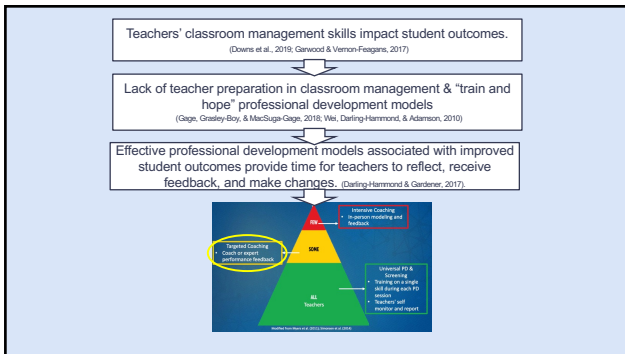 Teachers' classroom management skills impact student outcomes.
(Downs et al., 2019; Garwood & Vernon-Feagans, 2017)
Lack of teacher preparation in classroom management & "train and
hope" professional development models
(Gage, Grasley-Boy, & MacSuga-Gage, 2018; Wei, Darling-Hammond, & Adamson, 2010)
Effective professional development models associated with improved
student outcomes provide time for teachers to reflect, receive
feedback, and make changes. (Darling-Hammond & Gardener, 2017).
FEW
Intensive Coaching
• In-person modeling and
feedback
Targeted Coaching
• Coach or expert
performance feedback
SOME
Universal PD &
Screening
• Training on a single
skill during each PD
session
• Teachers' self
monitor and report
ALL
Teachers